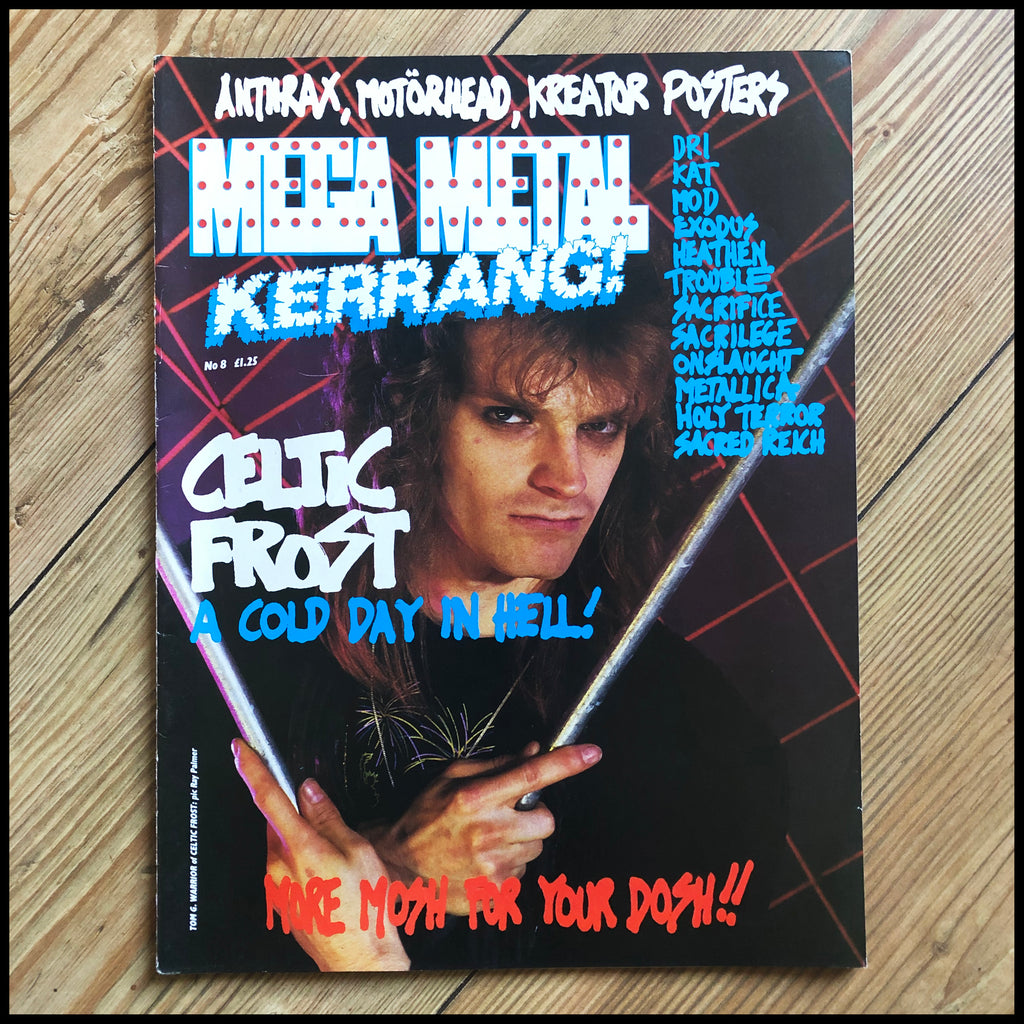 ANTHRAX, MOTÖRHEAD, KREATOR POSTERS
MEGA METAL
KERRANG!
No 8 £1.25
DRI
KAT
MOD
EXODUS
HEATHEN
TROUBLE
SACRIFICE
SACRILEGE
ONSLAUGHT
METALLICA
HOLY TERROR
SACRED REICH
CELTIC
FROST
A COLD DAY IN HELL!
TOM G. WARRIOR of CELTIC FROST: pic Ray Palmer
MORE MOSH FOR YOUR DOSH!!